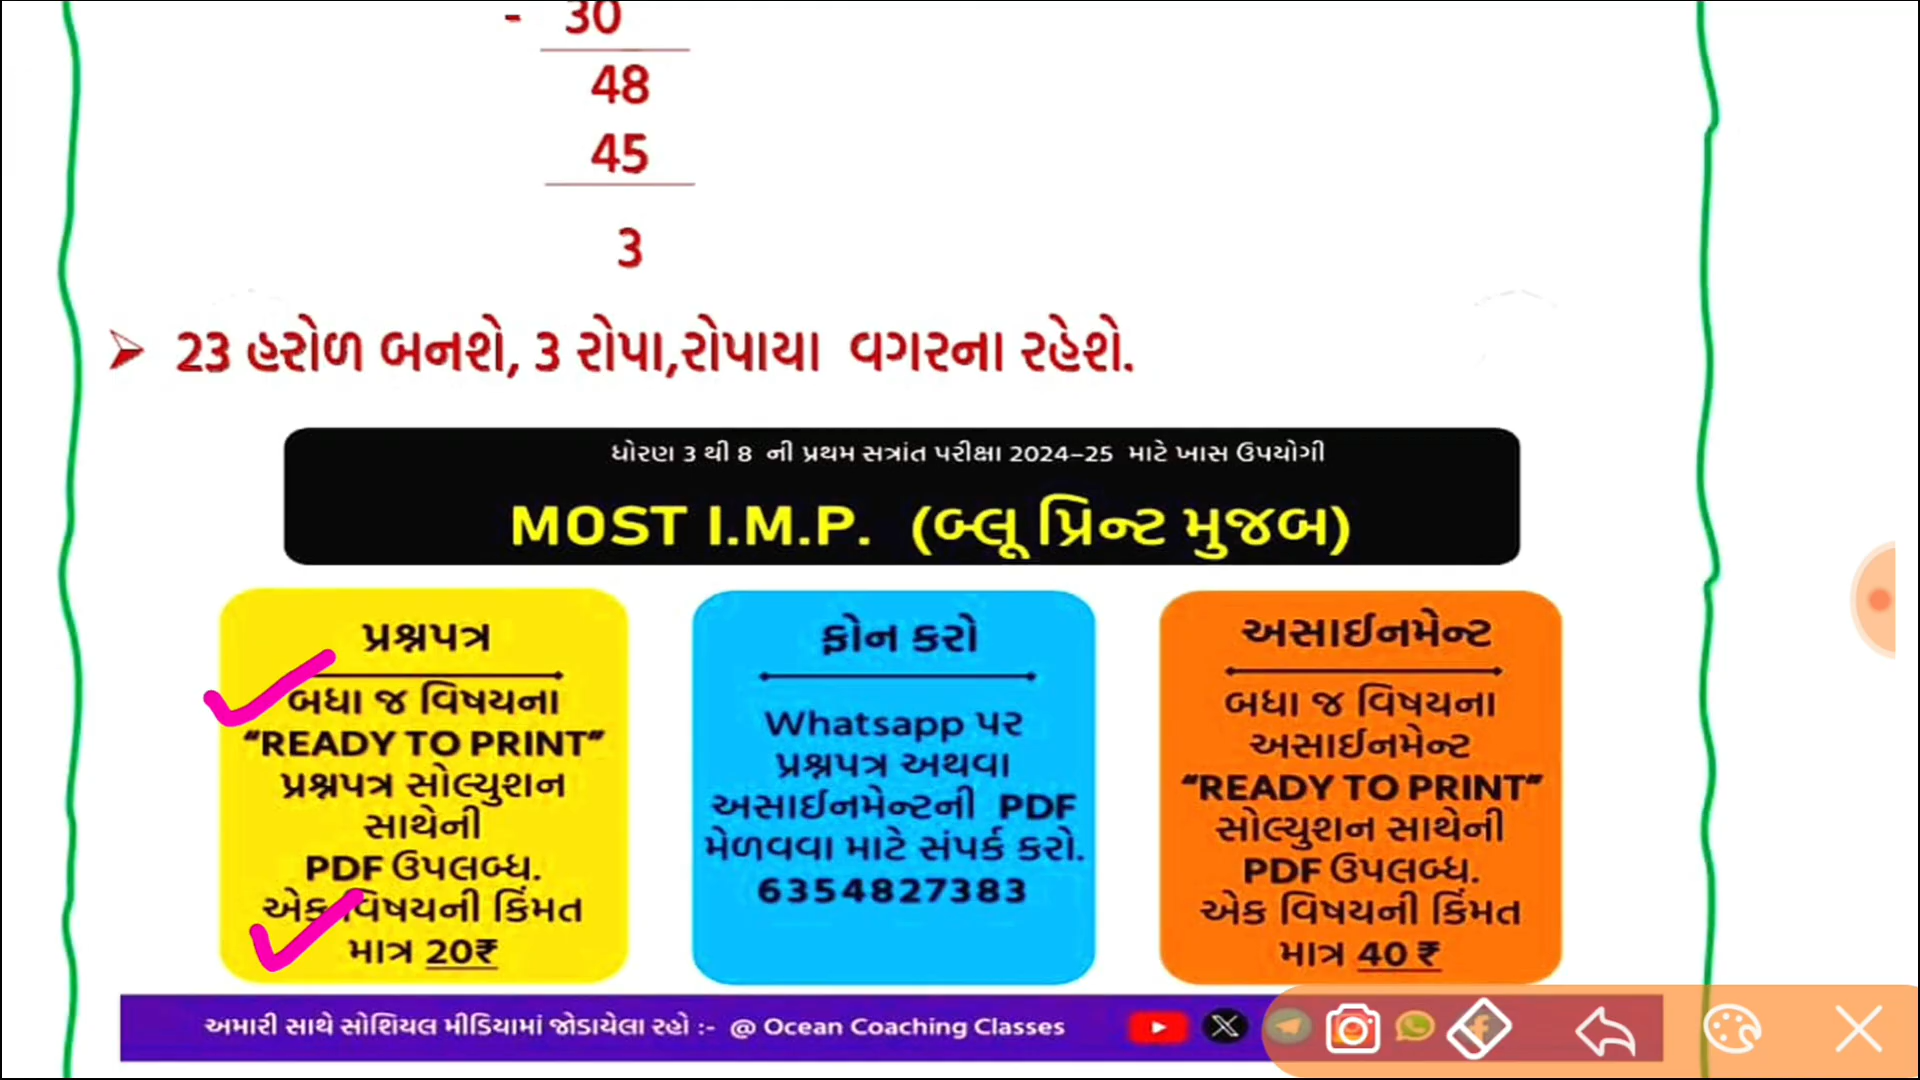 - 30
48
45
3
➤ 23 હરોળ બનશે, 3 રોપા,રોપાયા વગરના રહેશે.
ધોરણ 3 થી 8 ની પ્રથમ સત્રાંત પરીક્ષા 2024-25 માટે ખાસ ઉપયોગી
MOST I.M.P. (બ્લૂ પ્રિન્ટ મુજબ)
પ્રશ્નપત્ર
બધા જ વિષયના
“READY TO PRINT”
પ્રશ્નપત્ર સોલ્યુશન
સાથેની
PDF ઉપલબ્ધ.
એક વિષયની કિંમત
માત્ર 20₹
ફોન કરો
Whatsapp પર
પ્રશ્નપત્ર અથવા
અસાઈનમેન્ટની PDF
મેળવવા માટે સંપર્ક કરો.
6354827383
અસાઈનમેન્ટ
બધા જ વિષયના
અસાઈનમેન્ટ
“READY TO PRINT”
સોલ્યુશન સાથેની
PDF ઉપલબ્ધ.
એક વિષયની કિંમત
માત્ર 40 ₹
અમારી સાથે સોશિયલ મીડિયામાં જોડાયેલા રહો :- @ Ocean Coaching Classes